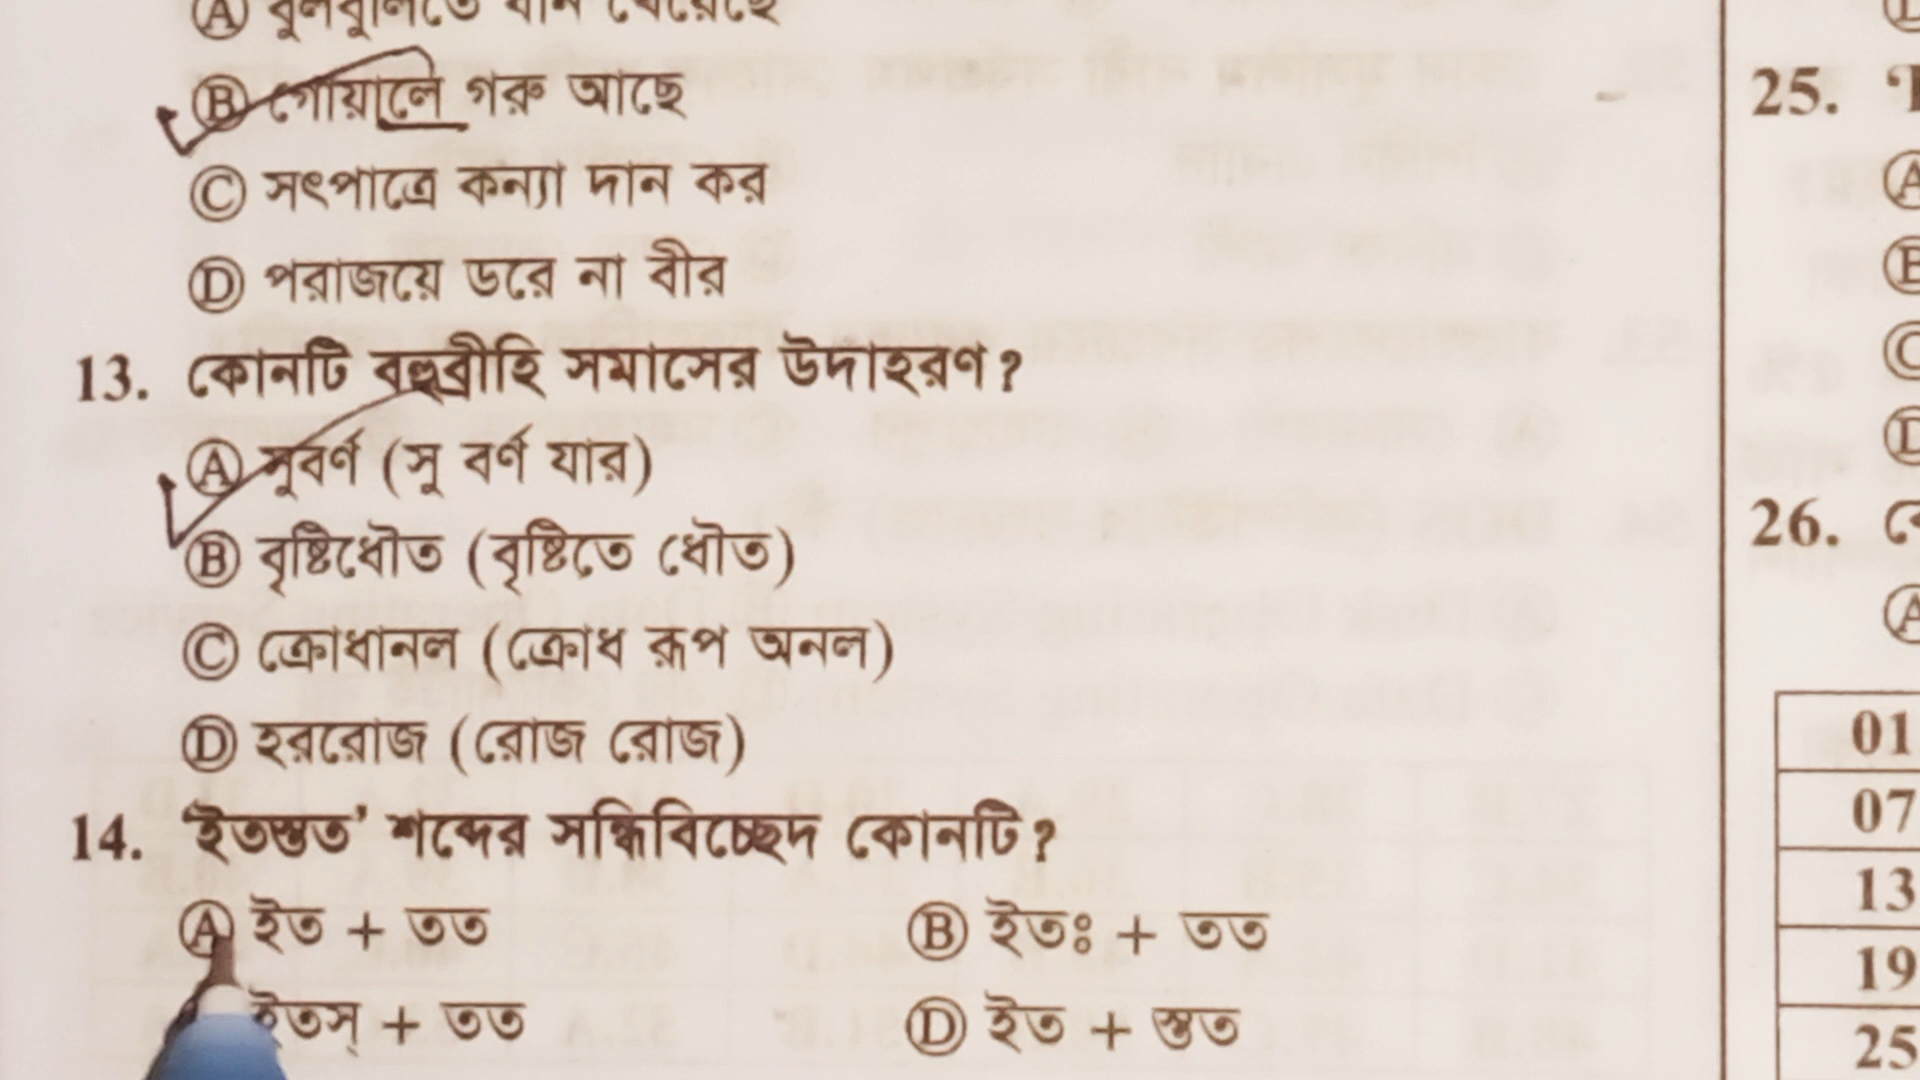 Ⓐ বুলবুলিতে ধান খেয়েছে
Ⓑ গোয়ালে গরু আছে
Ⓒ সৎপাত্রে কন্যা দান কর
Ⓓ পরাজয়ে ডরে না বীর
13. কোনটি বহুব্রীহি সমাসের উদাহরণ?
Ⓐ সুবর্ণ (সু বর্ণ যার)
Ⓑ বৃষ্টিধৌত (বৃষ্টিতে ধৌত)
Ⓒ ক্রোধানল (ক্রোধ রূপ অনল)
Ⓓ হররোজ (রোজ রোজ)
14. 'ইতস্তত' শব্দের সন্ধিবিচ্ছেদ কোনটি?
Ⓐ ইত + তত Ⓑ ইতঃ + তত
ইতস্ + তত Ⓓ ইত + স্তত
25.
Ⓐ
Ⓑ
Ⓒ
Ⓓ
26.
Ⓐ
01
07
13
19
25